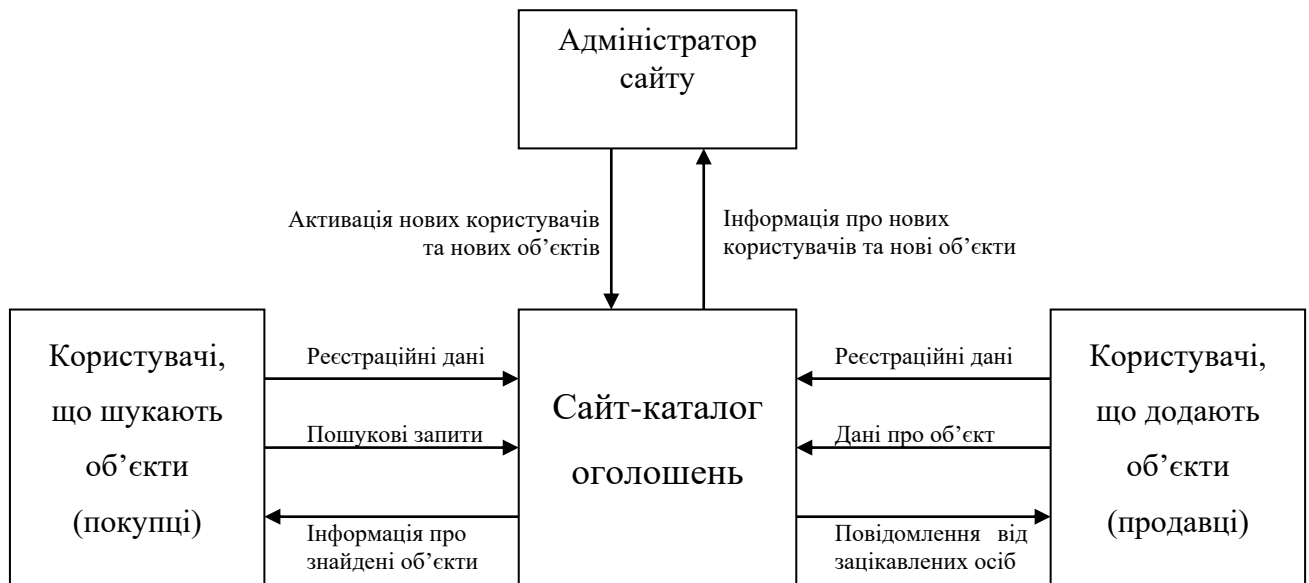 Адміністратор
сайту
Активація нових користувачів
та нових об’єктів
Інформація про нових
користувачів та нові об’єкти
Користувачі,
що шукають
об’єкти
(покупці)
Реєстраційні дані
Пошукові запити
Інформація про
знайдені об’єкти
Сайт-каталог
оголошень
Реєстраційні дані
Дані про об’єкт
Повідомлення від
зацікавлених осіб
Користувачі,
що додають
об’єкти
(продавці)